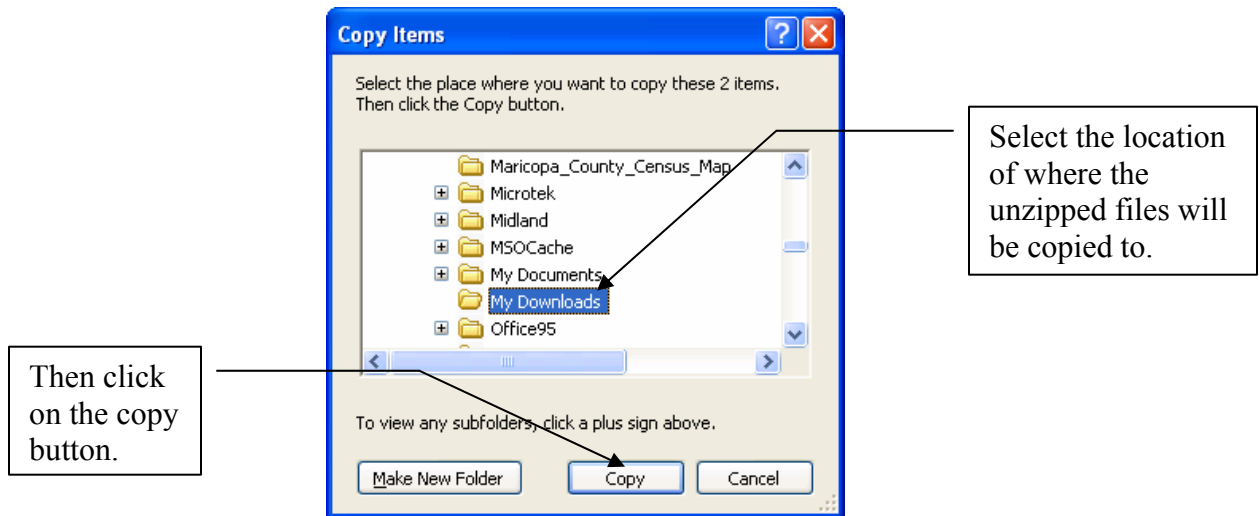 Copy Items
Select the place where you want to copy these 2 items.
Then click the Copy button.
Maricopa_County_Census_Map
Microtek
Midland
MSOCache
My Documents
My Downloads
Office95
To view any subfolders, click a plus sign above.
Make New Folder
Copy
Cancel
Select the location
of where the
unzipped files will
be copied to.
Then click
on the copy
button.